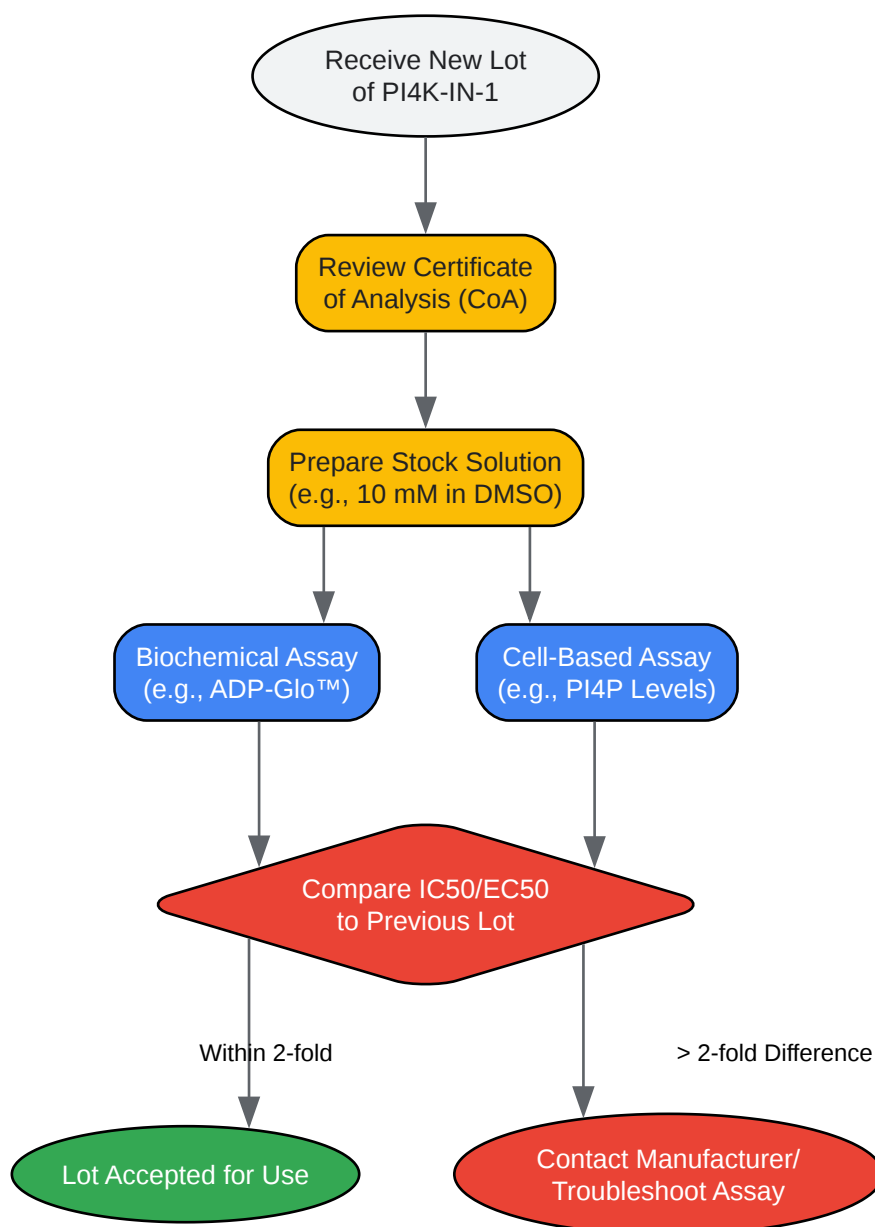 Receive New Lot
of PI4K-IN-1
Review Certificate
of Analysis (CoA)
Prepare Stock Solution
(e.g., 10 mM in DMSO)
Biochemical Assay
(e.g., ADP-Glo™)
Cell-Based Assay
(e.g., PI4P Levels)
Compare IC50/EC50
to Previous Lot
Within 2-fold
> 2-fold Difference
Lot Accepted for Use
Contact Manufacturer/
Troubleshoot Assay